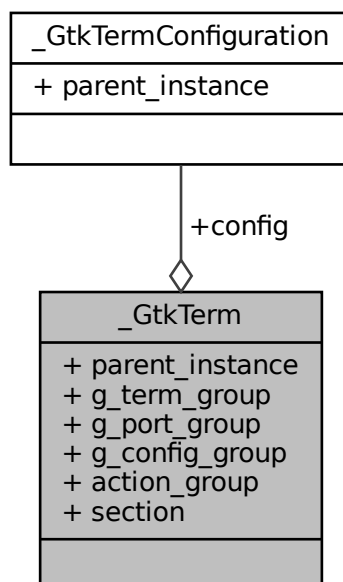 _GtkTermConfiguration
+ parent_instance
+config
_GtkTerm
+ parent_instance
+ g_term_group
+ g_port_group
+ g_config_group
+ action_group
+ section